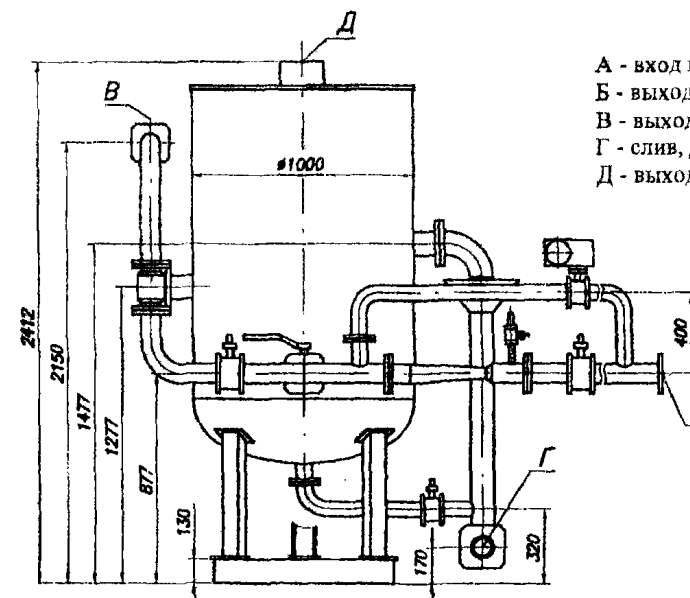 Д
А - вход
Б - выход
В - выход
Г - слив,
Д - выход
В
ø1000
2412
2150
1477
1277
877
130
400
Г
170
320